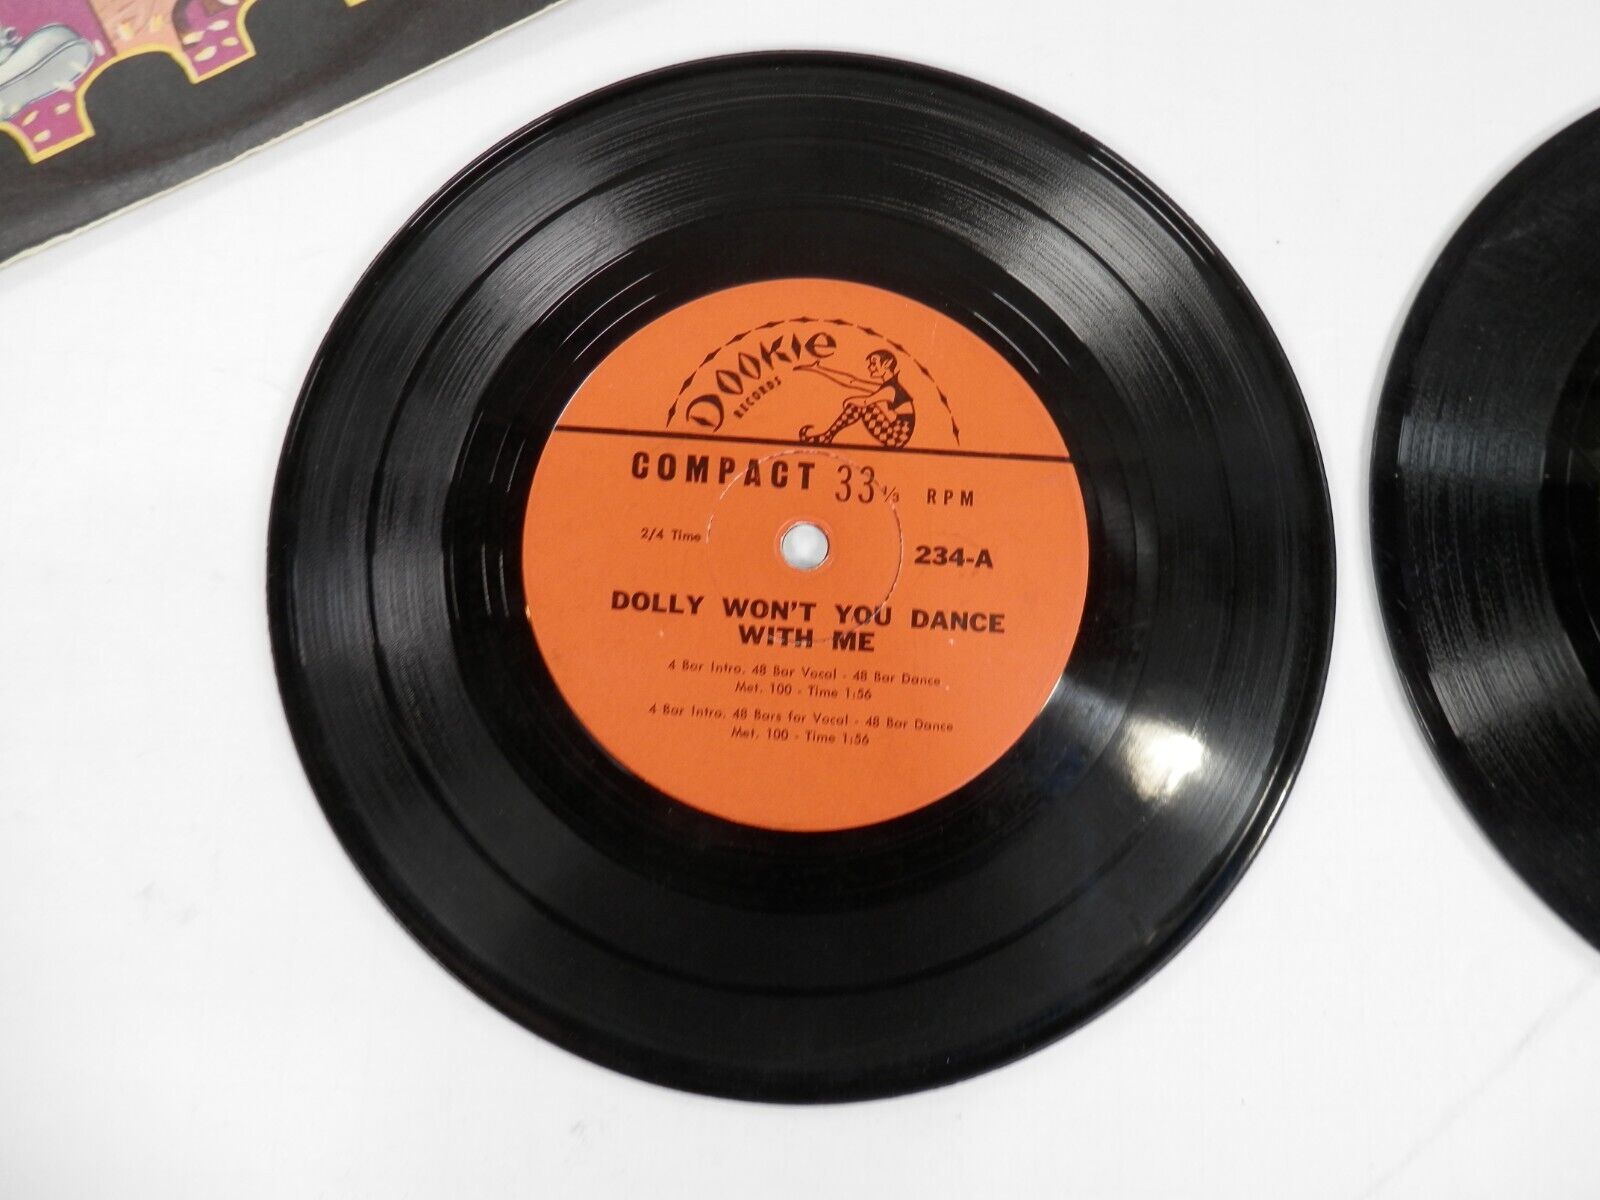 Dookie
RECORDS
COMPACT 33 1/3 RPM
2/4 Time
234-A
DOLLY WON'T YOU DANCE
WITH ME
4 Bar Intro. 48 Bar Vocal - 48 Bar Dance
Met. 100 - Time 1:56
4 Bar Intro. 48 Bars for Vocal - 48 Bar Dance
Met. 100 - Time 1:56